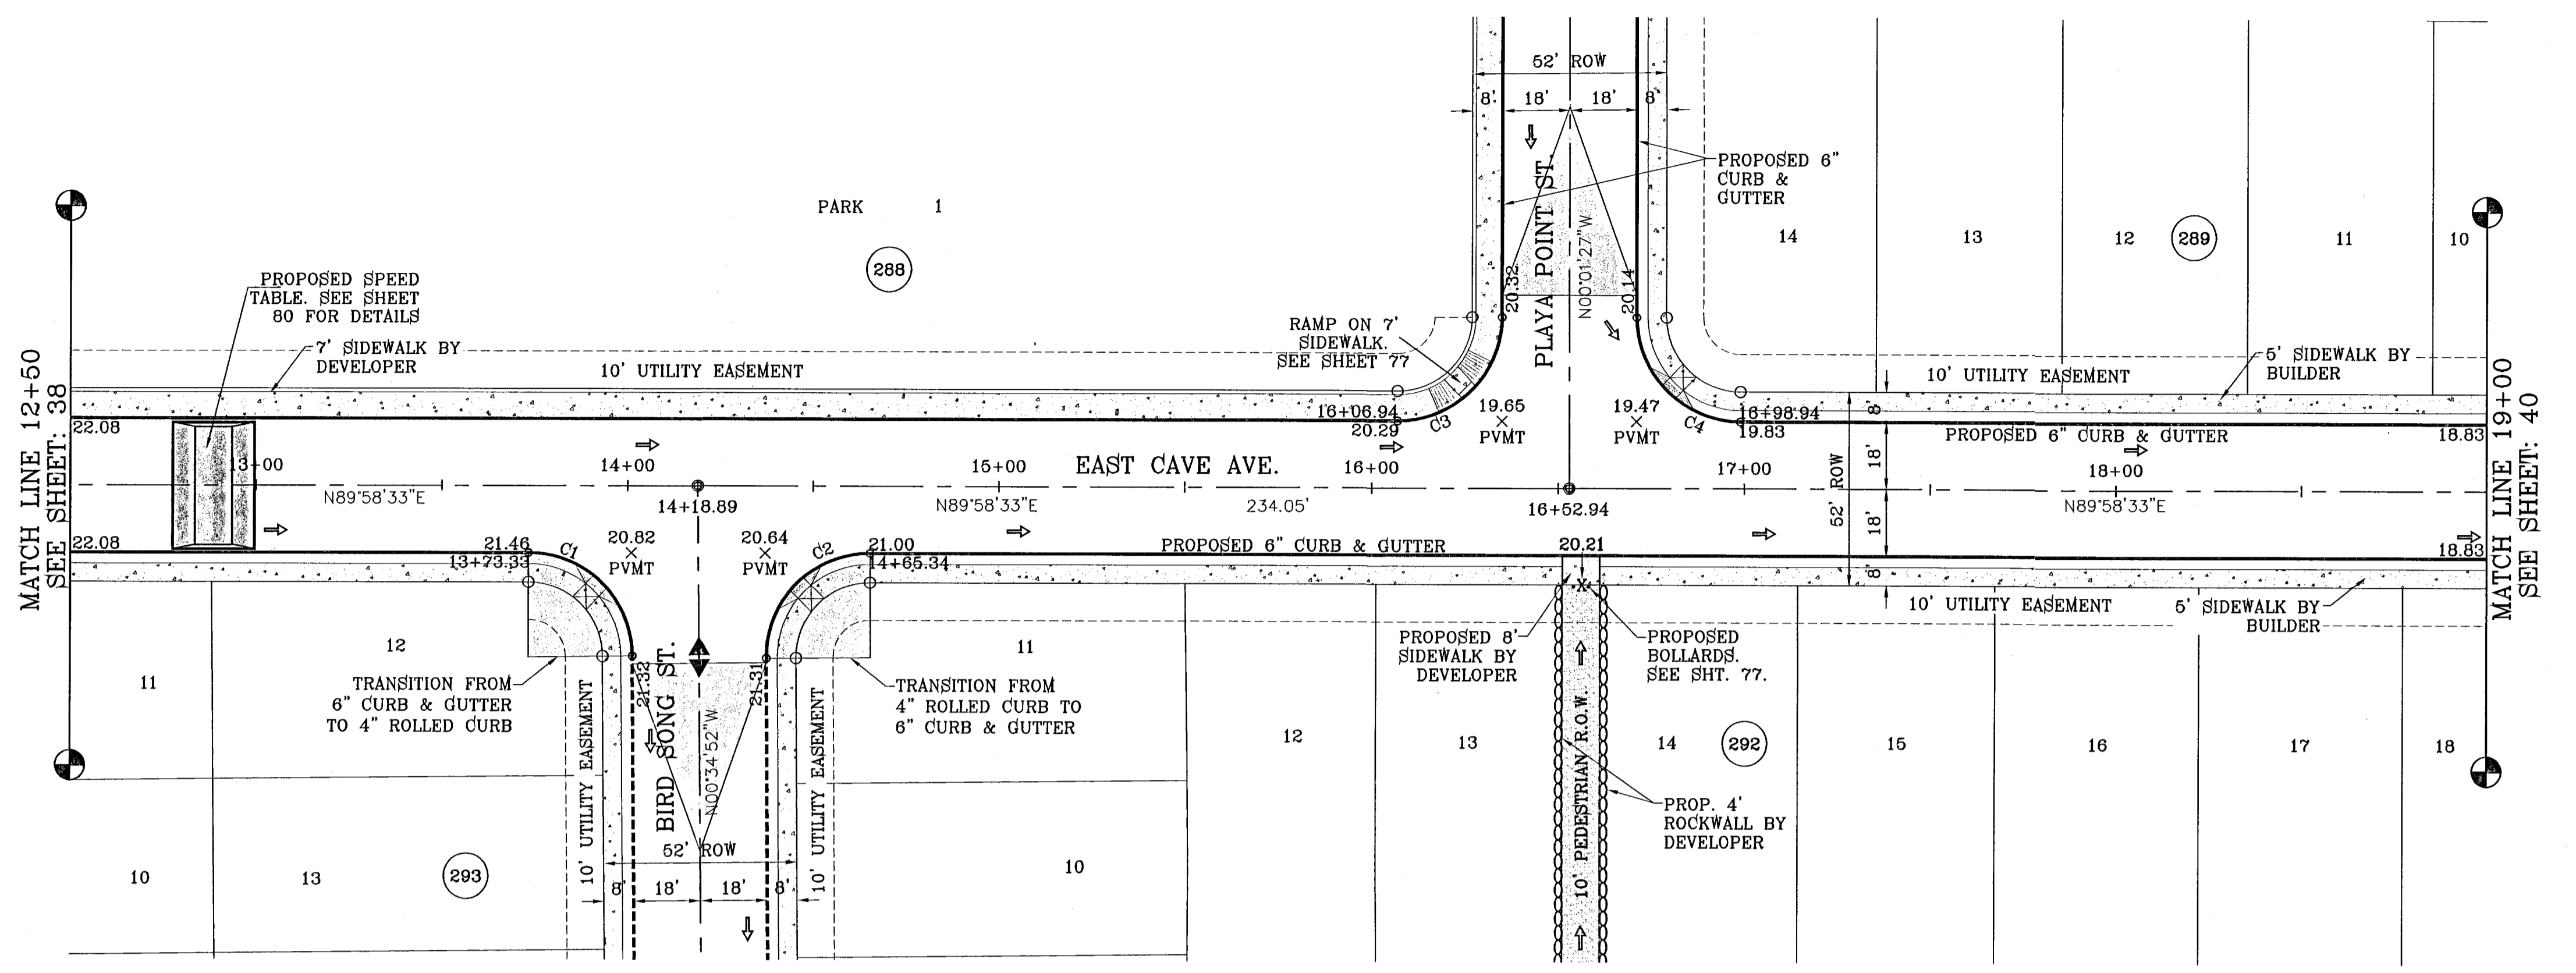 52' ROW
8' 18' 18' 8'
PROPOSED 6"
CURB &
GUTTER
PLAYA POINT ST.
N00°01'27"W
20.32
20.14
PARK 1
288
14
13
12
289
11
10
PROPOSED SPEED
TABLE. SEE SHEET
80 FOR DETAILS
7' SIDEWALK BY
DEVELOPER
10' UTILITY EASEMENT
RAMP ON 7'
SIDEWALK.
SEE SHEET 77
10' UTILITY EASEMENT
5' SIDEWALK BY
BUILDER
MATCH LINE 12+50
SEE SHEET: 38
MATCH LINE 19+00
SEE SHEET: 40
22.08
16+06.94
20.29
C3
19.65
PVMT
19.47
PVMT
C4
16+98.94
19.83
8'
PROPOSED 6" CURB & GUTTER
18.83
13+00
14+00
15+00
EAST CAVE AVE.
16+00
17+00
52' ROW
18'
18+00
N89°58'33"E
14+18.89
N89°58'33"E
234.05'
16+52.94
18'
N89°58'33"E
22.08
21.46
13+73.33
C1
20.82
PVMT
20.64
PVMT
C2
21.00
14+65.34
PROPOSED 6" CURB & GUTTER
20.21
18.83
8'
X
10' UTILITY EASEMENT
5' SIDEWALK BY
BUILDER
12
11
TRANSITION FROM
6" CURB & GUTTER
TO 4" ROLLED CURB
10' UTILITY EASEMENT
21.32
BIRD SONG ST.
N00°34'52"W
21.31
10' UTILITY EASEMENT
11
TRANSITION FROM
4" ROLLED CURB TO
6" CURB & GUTTER
PROPOSED 8'
SIDEWALK BY
DEVELOPER
PROPOSED
BOLLARDS.
SEE SHT. 77.
12
13
10' PEDESTRIAN R.O.W.
14
292
15
16
17
18
PROP. 4'
ROCKWALL BY
DEVELOPER
52' ROW
8' 18' 18' 8'
10
13
293
10